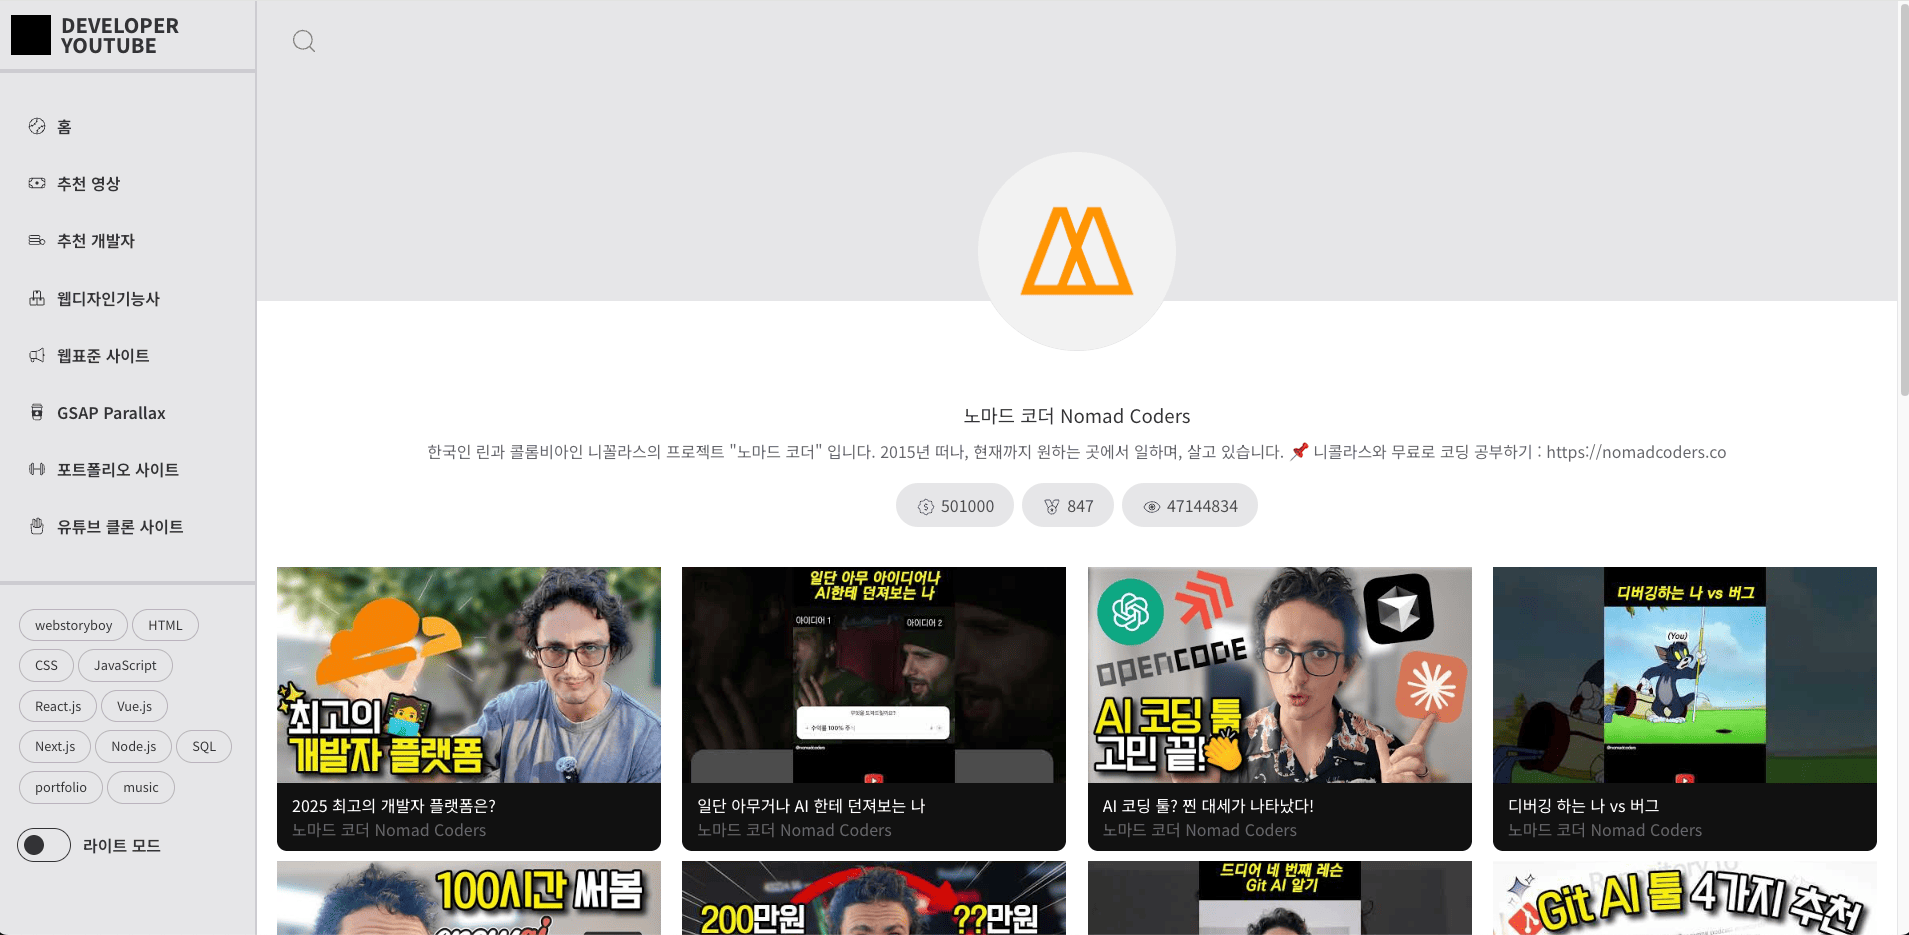 DEVELOPER
YOUTUBE
홈
추천 영상
추천 개발자
웹디자인기능사
웹표준 사이트
GSAP Parallax
포트폴리오 사이트
유튜브 클론 사이트
webstoryboy
HTML
CSS
JavaScript
React.js
Vue.js
Next.js
Node.js
SQL
portfolio
music
라이트 모드
노마드 코더 Nomad Coders
한국인 린과 콜롬비아인 니꼴라스의 프로젝트 "노마드 코더" 입니다. 2015년 떠나, 현재까지 원하는 곳에서 일하며, 살고 있습니다. 📌 니콜라스와 무료로 코딩 공부하기 : https://nomadcoders.co
501000
847
47144834
최고의
개발자 플랫폼
2025 최고의 개발자 플랫폼은?
노마드 코더 Nomad Coders
일단 아무 아이디어나
AI한테 던져보는 나
아이디어 1
아이디어 2
@nomadcoders
일단 아무거나 AI 한테 던져보는 나
노마드 코더 Nomad Coders
OPENCODE
AI 코딩 툴
고민 끝!
AI 코딩 툴? 찐 대세가 나타났다!
노마드 코더 Nomad Coders
디버깅하는 나 vs 버그
(You)
@nomadcoders
디버깅 하는 나 vs 버그
노마드 코더 Nomad Coders
100시간 써봄
200만원
??만원
드디어 네 번째 레슨
Git AI 알기
Git AI 툴 4가지 추천